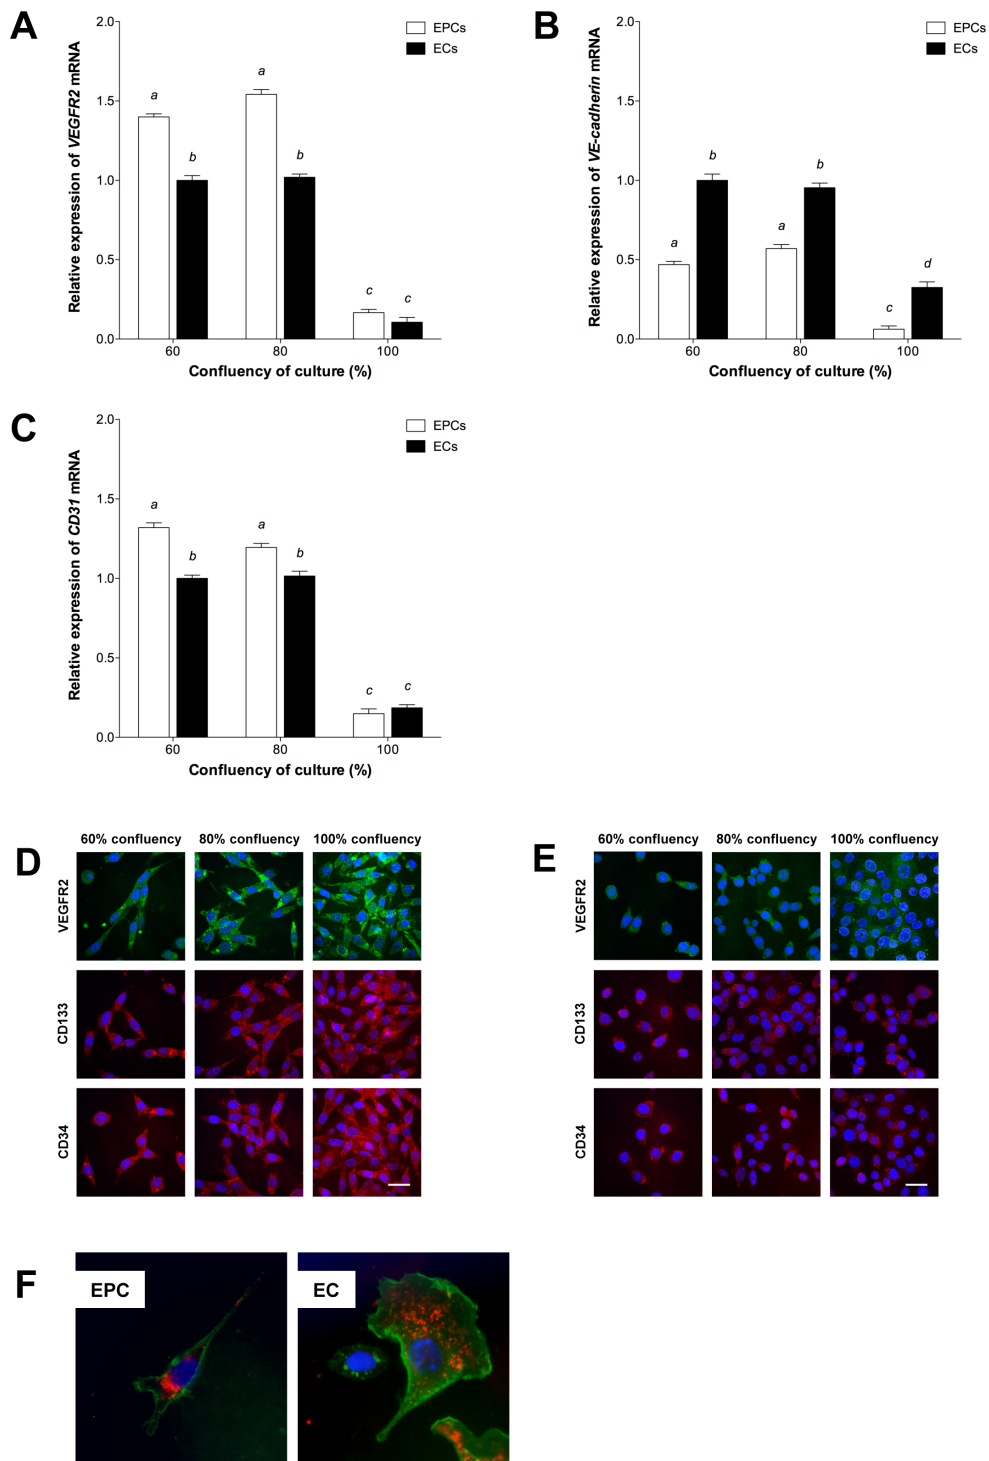 A
Relative expression of VEGFR2 mRNA
2.0
1.5
1.0
0.5
0.0
a
b
a
b
c
c
60
80
100
Confluency of culture (%)
EPCs
ECs
B
Relative expression of VE-cadherin mRNA
2.0
1.5
1.0
0.5
0.0
a
b
a
b
c
d
60
80
100
Confluency of culture (%)
EPCs
ECs
C
Relative expression of CD31 mRNA
2.0
1.5
1.0
0.5
0.0
a
b
a
b
c
c
60
80
100
Confluency of culture (%)
EPCs
ECs
D
60% confluency
80% confluency
100% confluency
VEGFR2
CD133
CD34
E
60% confluency
80% confluency
100% confluency
VEGFR2
CD133
CD34
F
EPC
EC